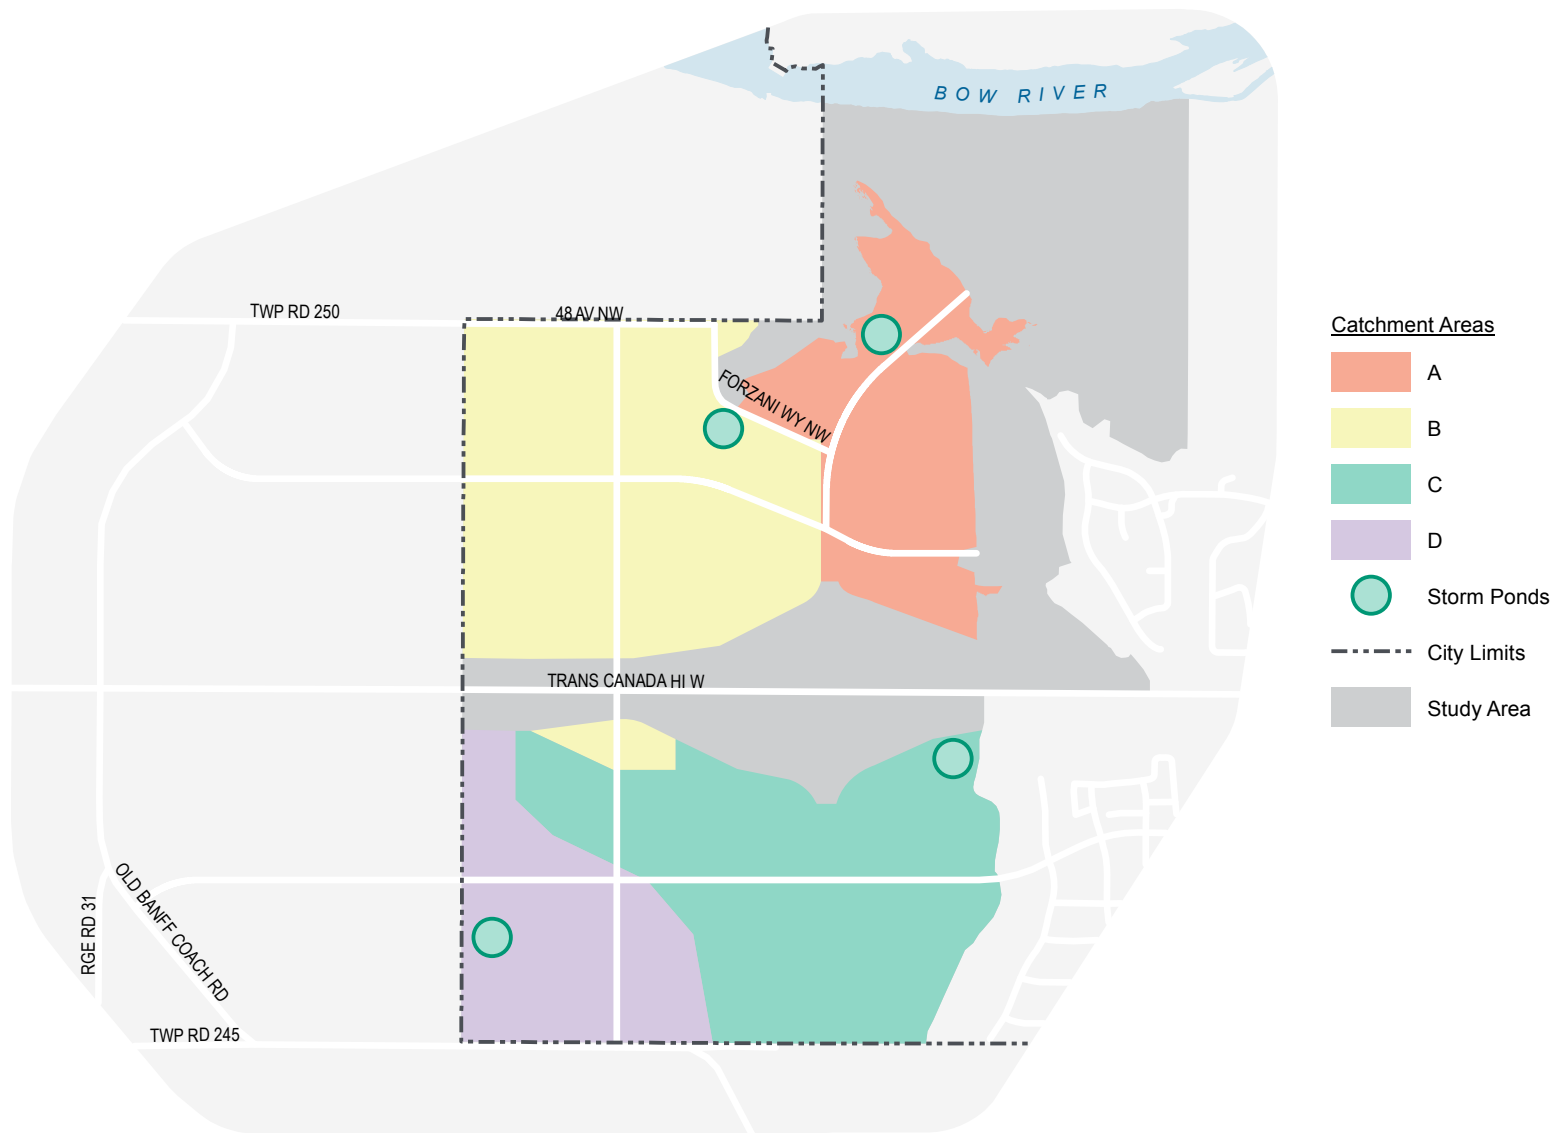 BOW RIVER
TWP RD 250
48 AV NW
FORZANI WY NW
TRANS CANADA HI W
OLD BANFF COACH RD
RGE RD 31
TWP RD 245
Catchment Areas
A
B
C
D
Storm Ponds
City Limits
Study Area